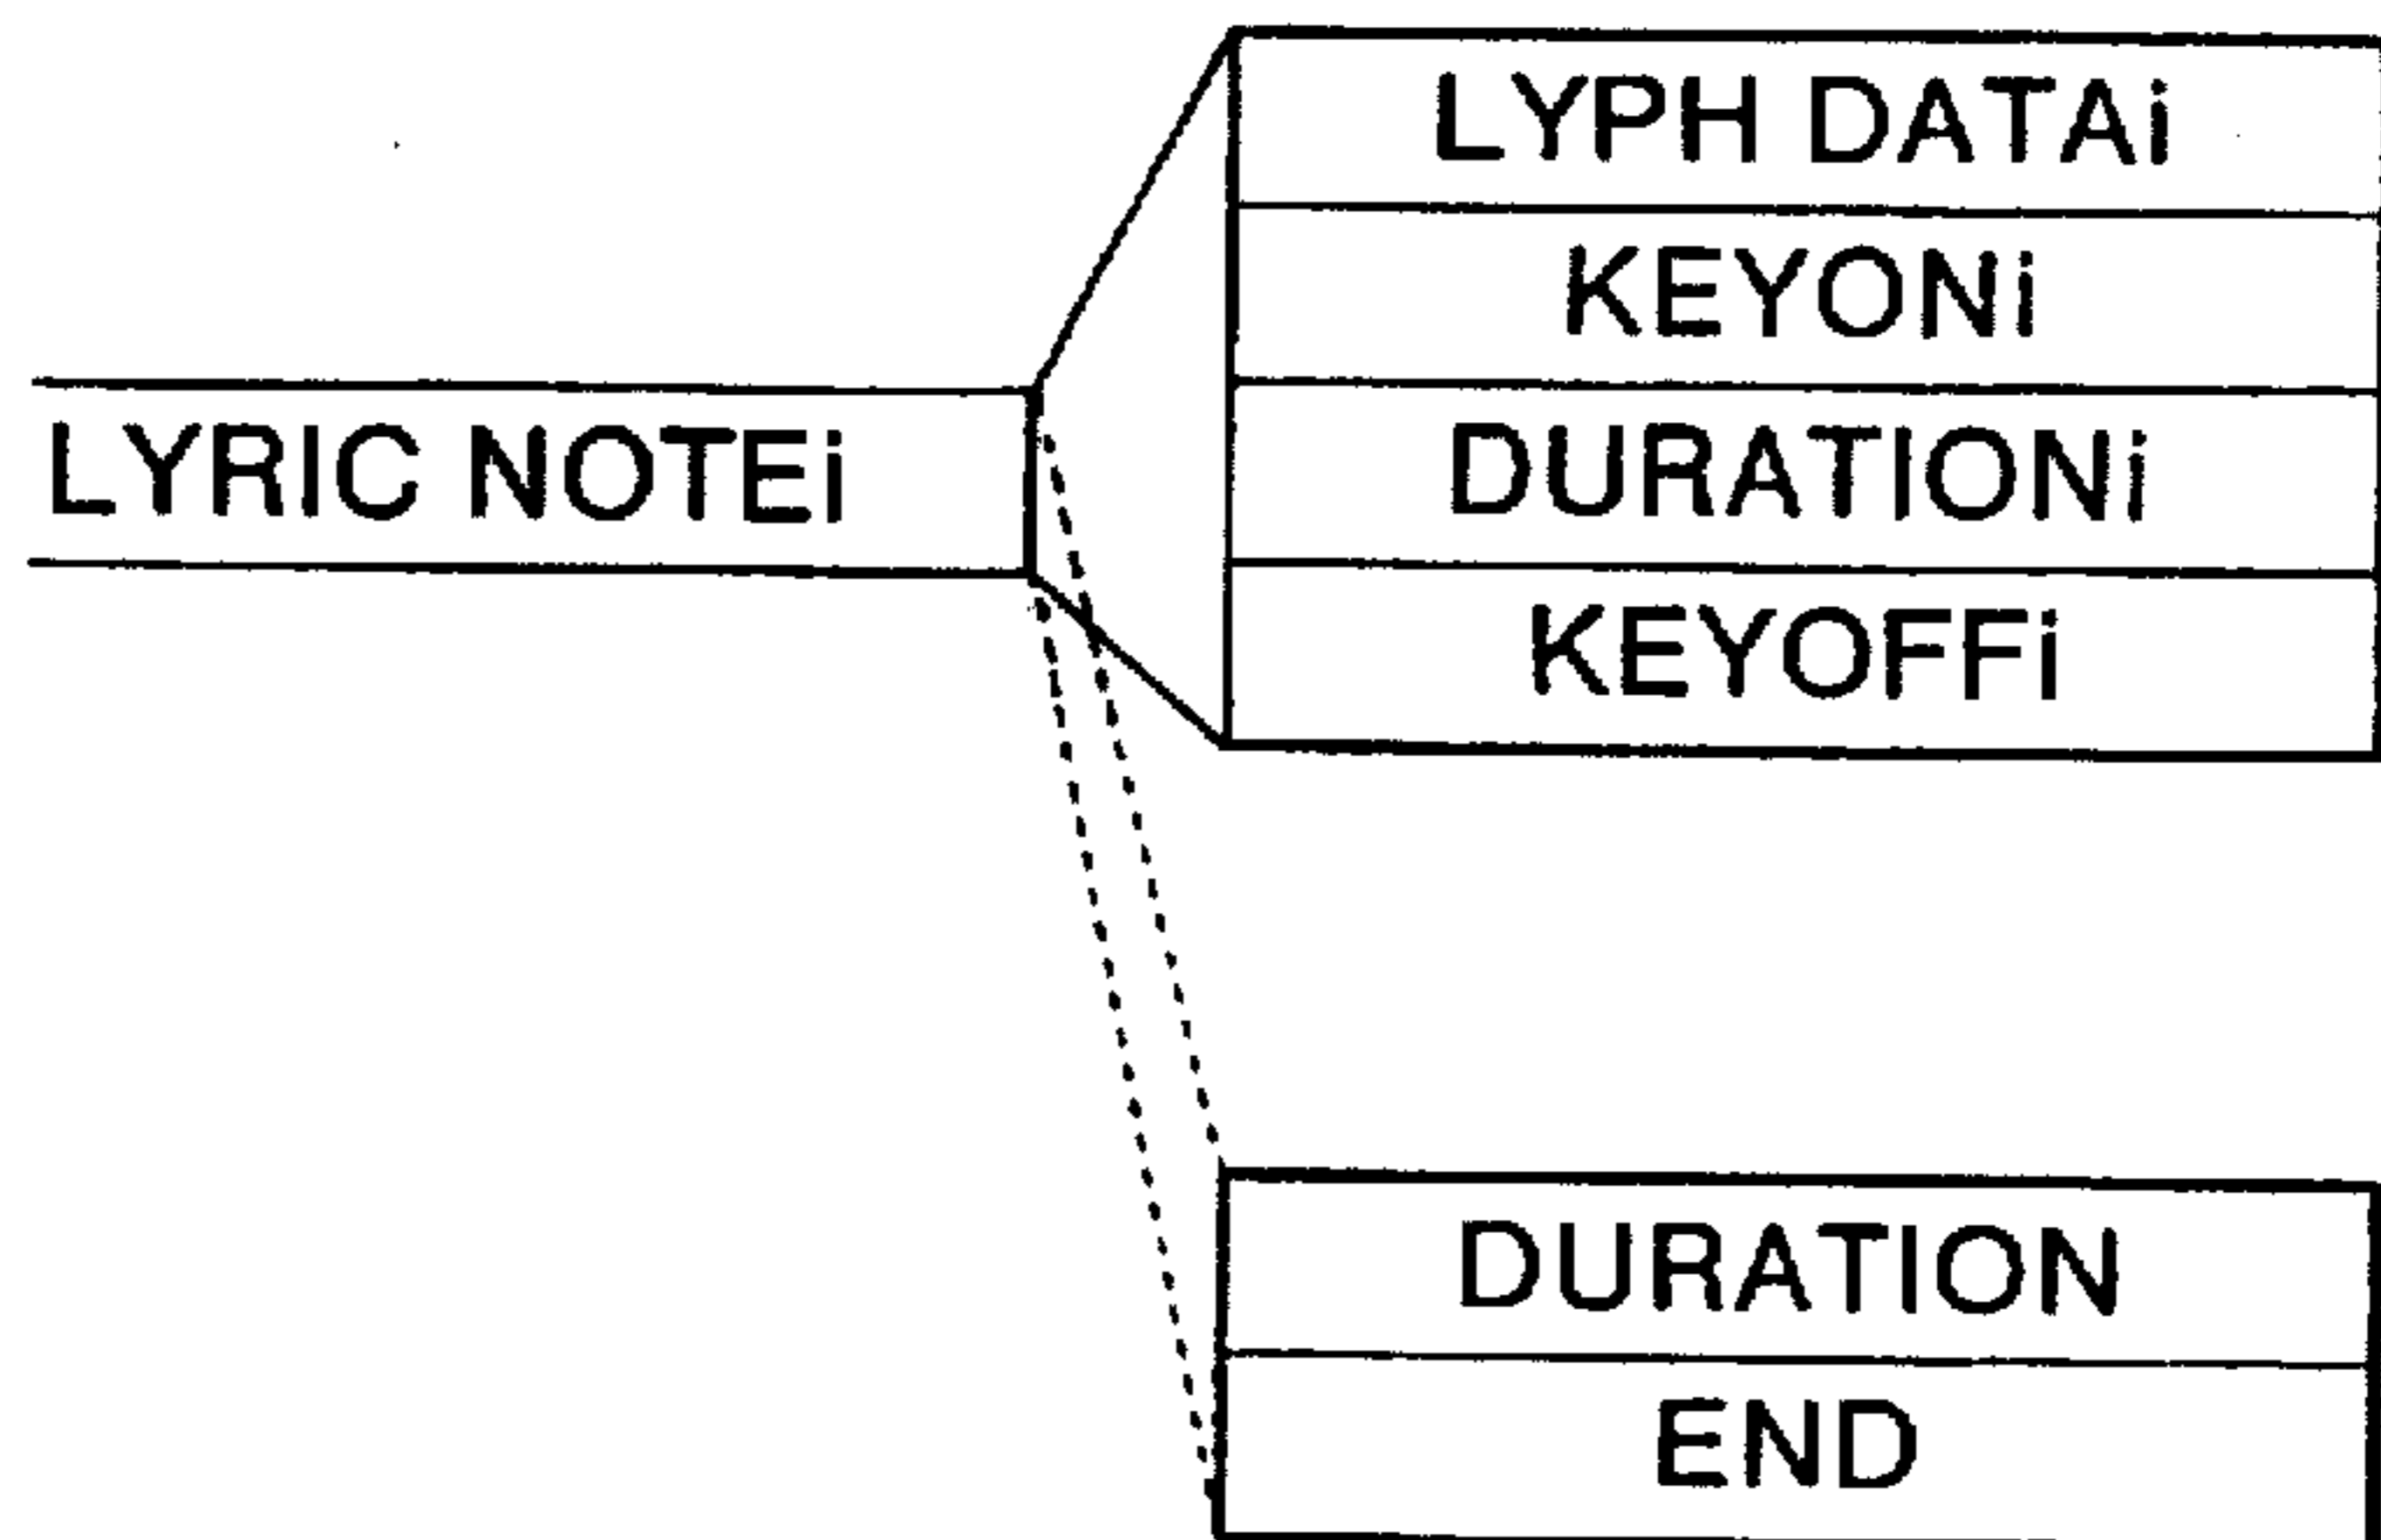 LYRIC NOTEi
LYPH DATAi
KEYONi
DURATIONi
KEYOFFi
DURATION
END